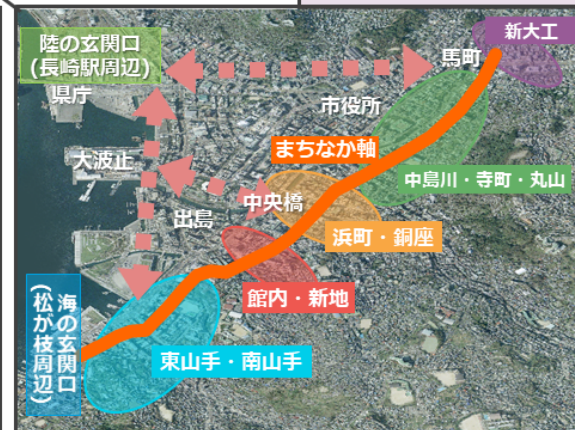 新大工
陸の玄関口
(長崎駅周辺)
馬町
県庁
市役所
まちなか軸
大波止
中島川・寺町・丸山
中央橋
出島
浜町・銅座
館内・新地
海の玄関口
(松が枝周辺)
東山手・南山手